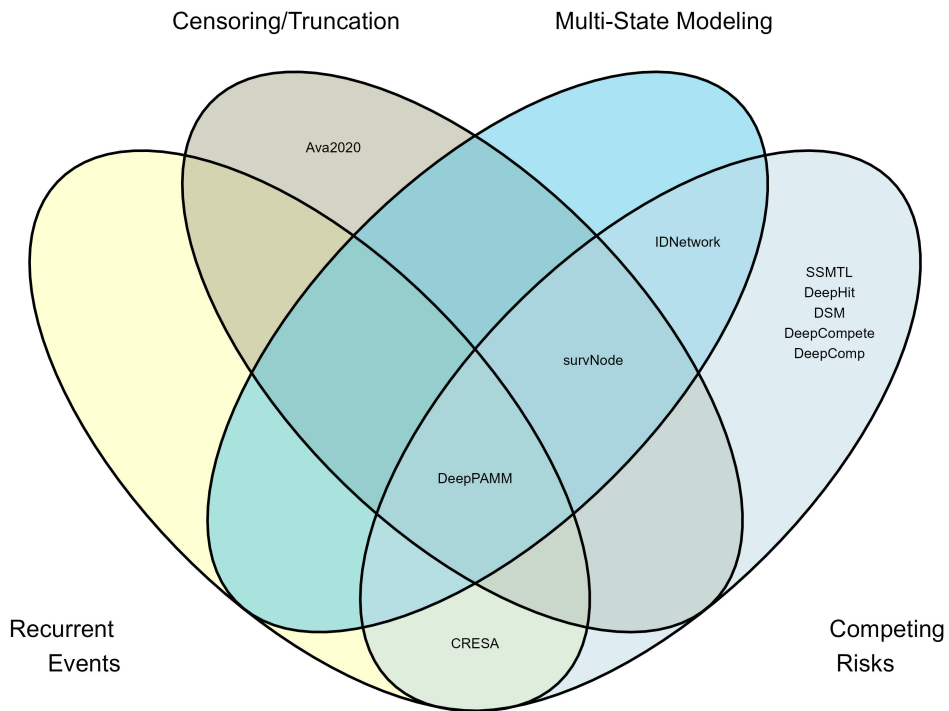 Censoring/Truncation
Multi-State Modeling
Ava2020
IDNetwork
SSMTL
DeepHit
DSM
DeepCompete
DeepComp
survNode
DeepPAMM
CRESA
Recurrent
Events
Competing
Risks